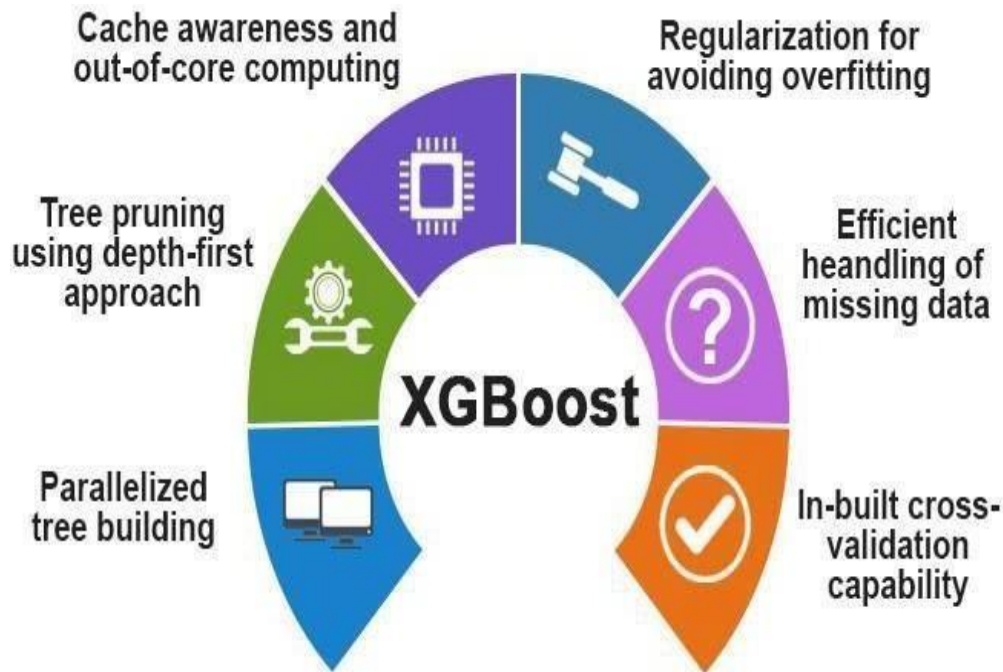 Cache awareness and
out-of-core computing
Regularization for
avoiding overfitting
Tree pruning
using depth-first
approach
Efficient
heandling of
missing data
XGBoost
Parallelized
tree building
In-built cross-
validation
capability